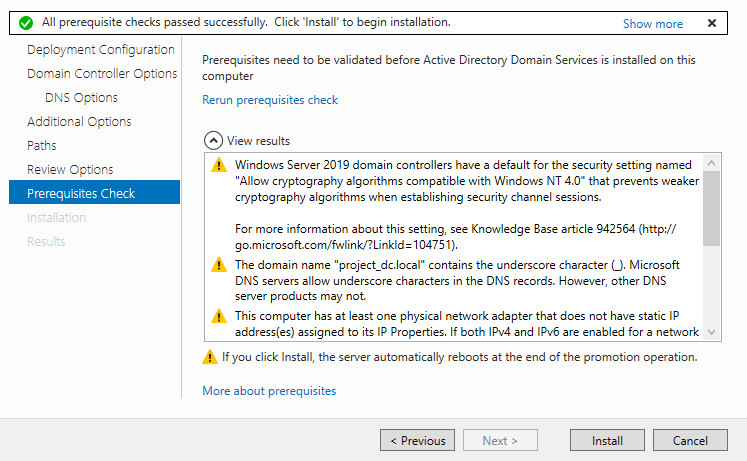 All prerequisite checks passed successfully.  Click 'Install' to begin installation.
Show more
Deployment Configuration
Domain Controller Options
DNS Options
Additional Options
Paths
Review Options
Prerequisites Check
Installation
Results
Prerequisites need to be validated before Active Directory Domain Services is installed on this
computer
Rerun prerequisites check
View results
Windows Server 2019 domain controllers have a default for the security setting named
"Allow cryptography algorithms compatible with Windows NT 4.0" that prevents weaker
cryptography algorithms when establishing security channel sessions.
For more information about this setting, see Knowledge Base article 942564 (http://
go.microsoft.com/fwlink/?LinkId=104751).
The domain name "project_dc.local" contains the underscore character (_). Microsoft
DNS servers allow underscore characters in the DNS records. However, other DNS
server products may not.
This computer has at least one physical network adapter that does not have static IP
address(es) assigned to its IP Properties. If both IPv4 and IPv6 are enabled for a network
If you click Install, the server automatically reboots at the end of the promotion operation.
More about prerequisites
< Previous
Next >
Install
Cancel